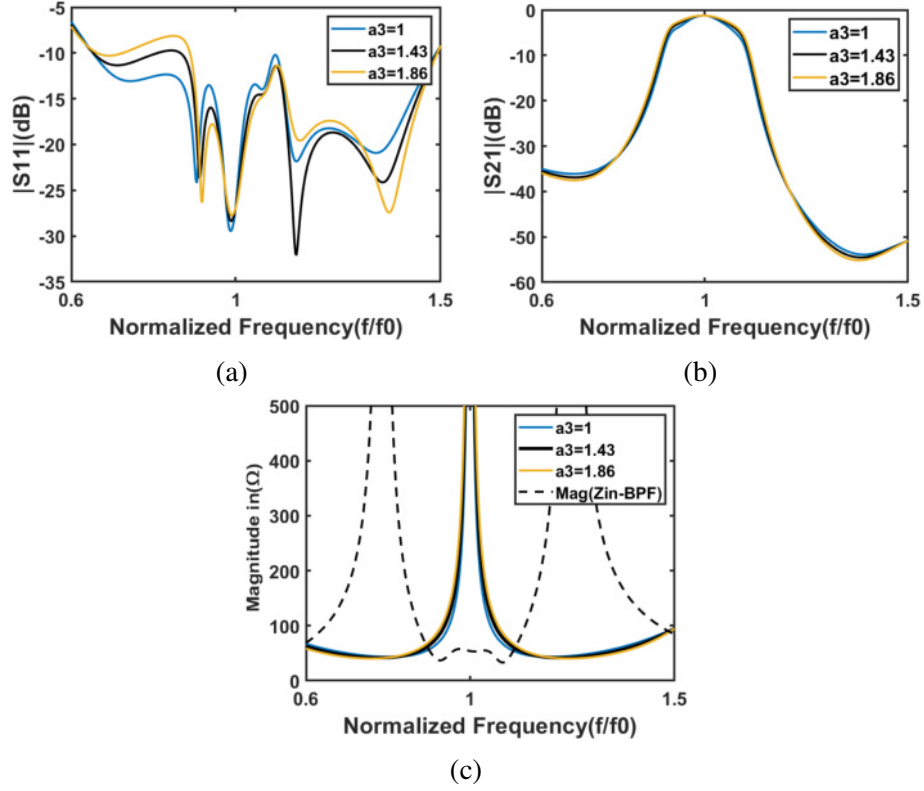 |S11|(dB)
-5
-10
-15
-20
-25
-30
-35
0.6
1
1.5
Normalized Frequency(f/f0)
a3=1
a3=1.43
a3=1.86
(a)
|S21|(dB)
0
-10
-20
-30
-40
-50
-60
0.6
1
1.5
Normalized Frequency(f/f0)
a3=1
a3=1.43
a3=1.86
(b)
Magnitude in(Ω)
500
400
300
200
100
0
0.6
1
1.5
Normalized Frequency(f/f0)
a3=1
a3=1.43
a3=1.86
Mag(Zin-BPF)
(c)